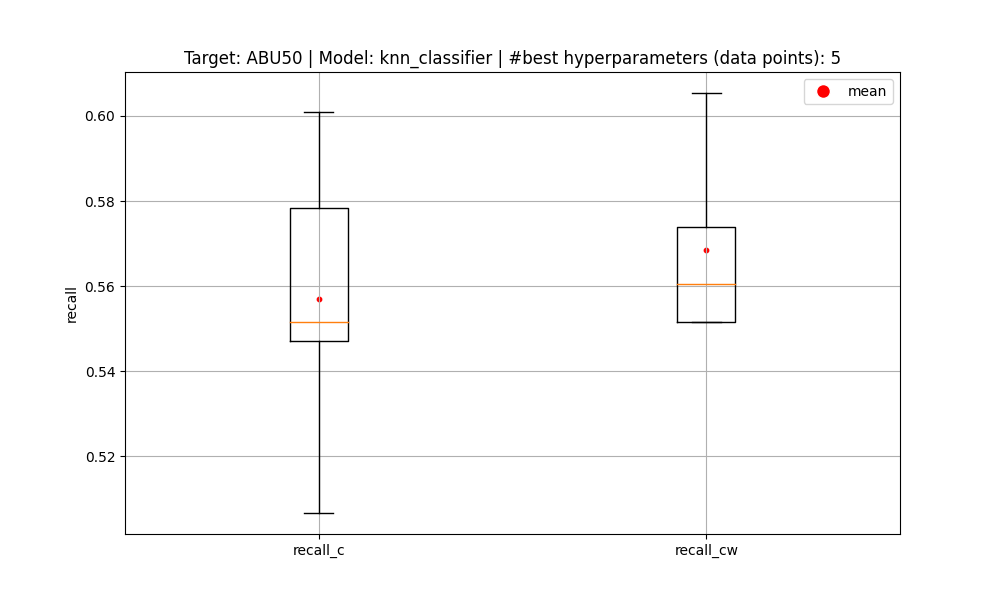 Target: ABU50 | Model: knn_classifier | #best hyperparameters (data points): 5
mean
0.60
0.58
0.56
0.54
0.52
recall
recall_c
recall_cw